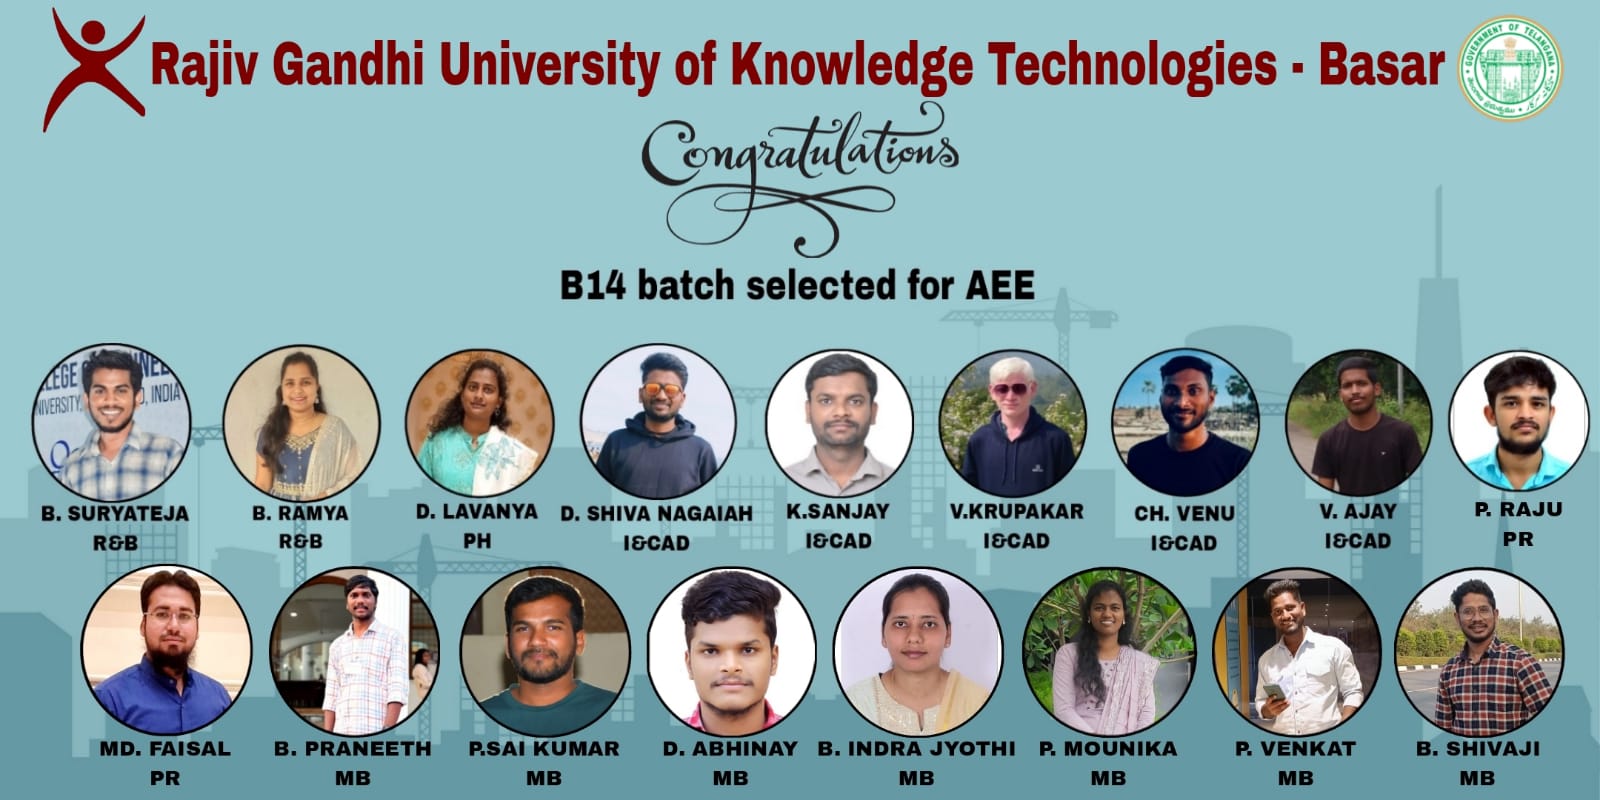 Rajiv Gandhi University of Knowledge Technologies - Basar
GOVERNMENT OF TELANGANA
Congratulations
B14 batch selected for AEE
B. SURYATEJA
R&B
B. RAMYA
R&B
D. LAVANYA
PH
D. SHIVA NAGAIAH
I&CAD
K.SANJAY
I&CAD
V.KRUPAKAR
I&CAD
CH. VENU
I&CAD
V. AJAY
I&CAD
P. RAJU
PR
MD. FAISAL
PR
B. PRANEETH
MB
P.SAI KUMAR
MB
D. ABHINAY
MB
B. INDRA JYOTHI
MB
P. MOUNIKA
MB
P. VENKAT
MB
B. SHIVAJI
MB